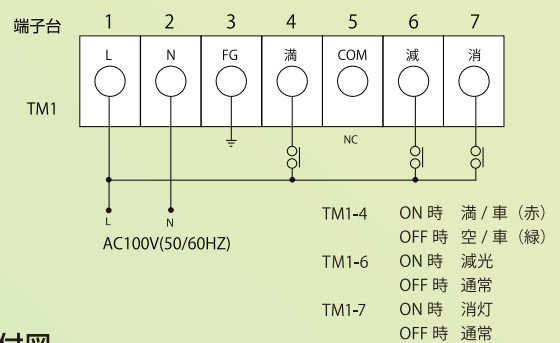 端子台 1 2 3 4 5 6 7
L N FG 満 COM 減 消
TM1
NC
L N
AC100V(50/60HZ)
TM1-4 ON 時 満 / 車（赤）
OFF 時 空 / 車（緑）
TM1-6 ON 時 減光
OFF 時 通常
TM1-7 ON 時 消灯
OFF 時 通常
付図